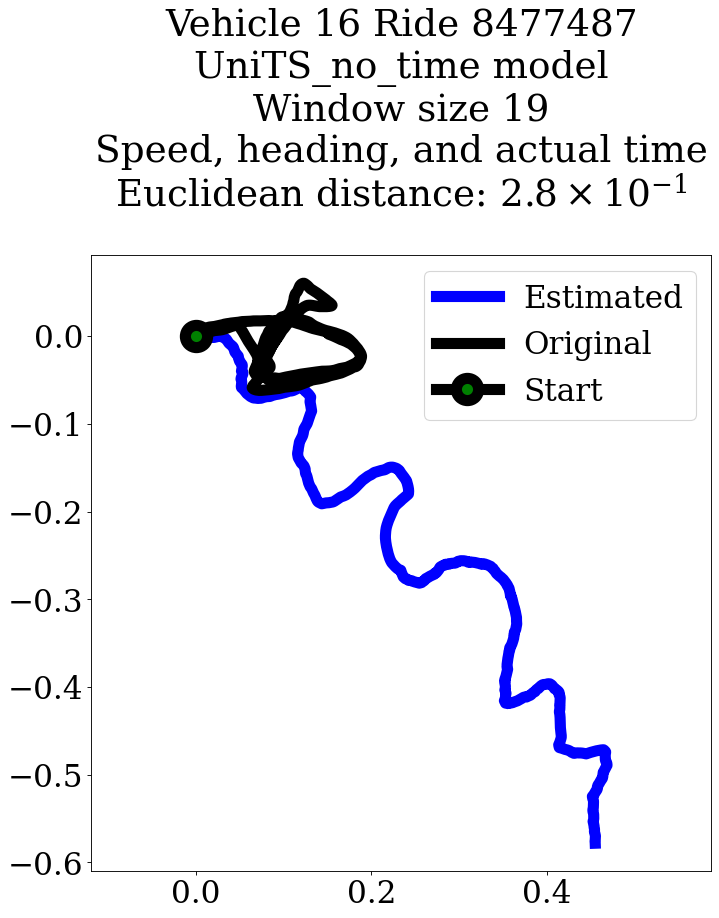 Vehicle 16 Ride 8477487
UniTS_no_time model
Window size 19
Speed, heading, and actual time
Euclidean distance: 2.8 × 10⁻¹
Estimated
Original
Start
0.0
−0.1
−0.2
−0.3
−0.4
−0.5
−0.6
0.0 0.2 0.4